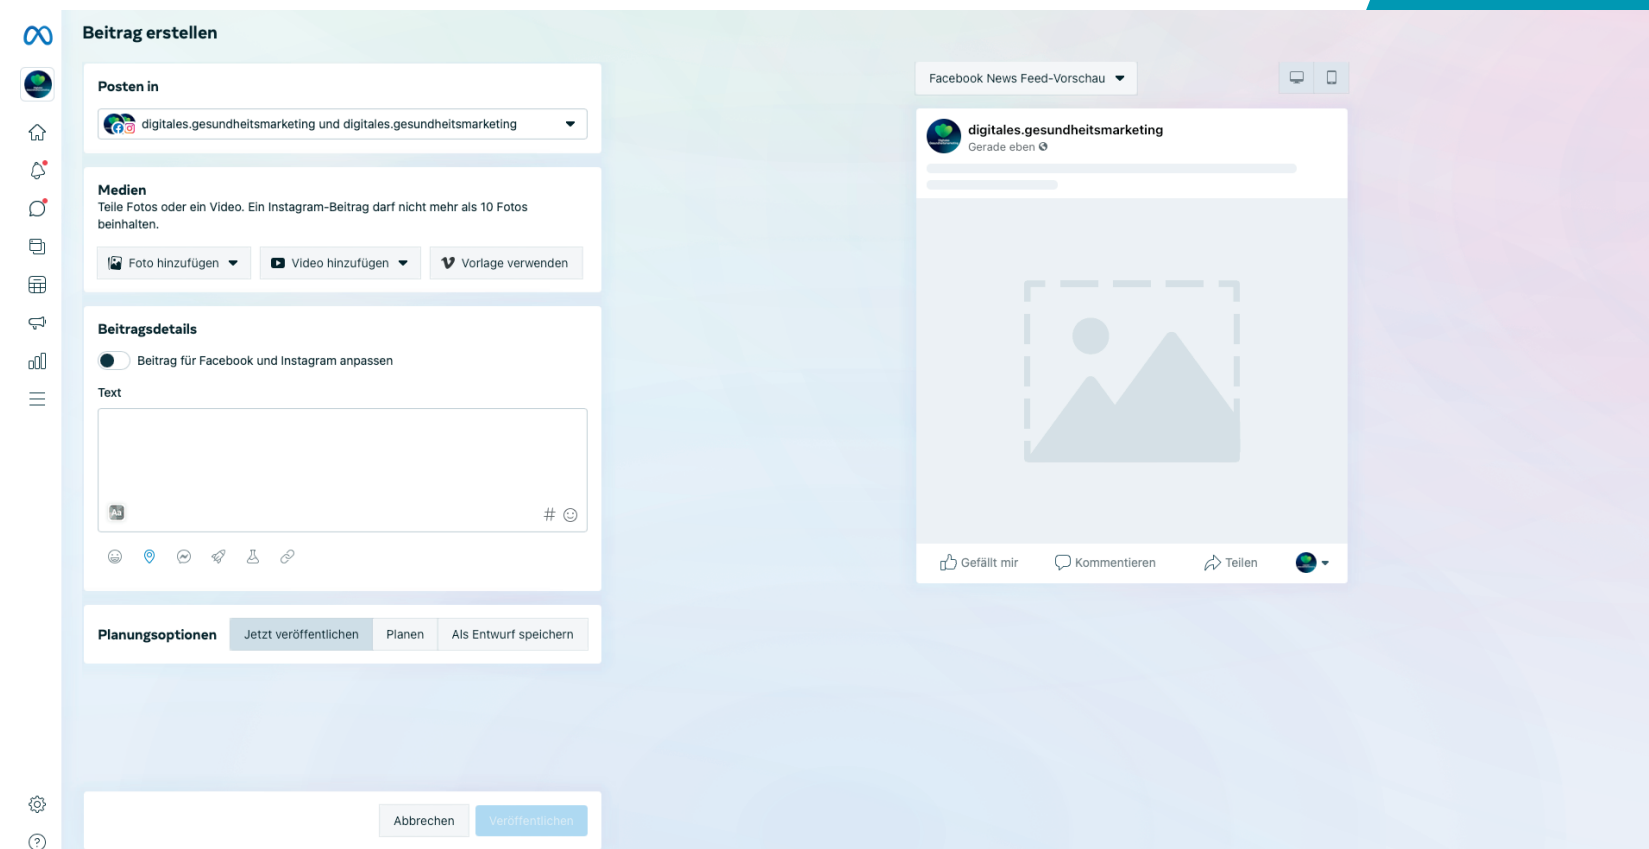 Beitrag erstellen
Posten in
digitales.gesundheitsmarketing und digitales.gesundheitsmarketing
Medien
Teile Fotos oder ein Video. Ein Instagram-Beitrag darf nicht mehr als 10 Fotos
beinhalten.
Foto hinzufügen
Video hinzufügen
Vorlage verwenden
Beitragsdetails
Beitrag für Facebook und Instagram anpassen
Text
Aa
#
Planungsoptionen
Jetzt veröffentlichen
Planen
Als Entwurf speichern
Abbrechen
Veröffentlichen
Facebook News Feed-Vorschau
digitales.gesundheitsmarketing
Gerade eben
Gefällt mir
Kommentieren
Teilen